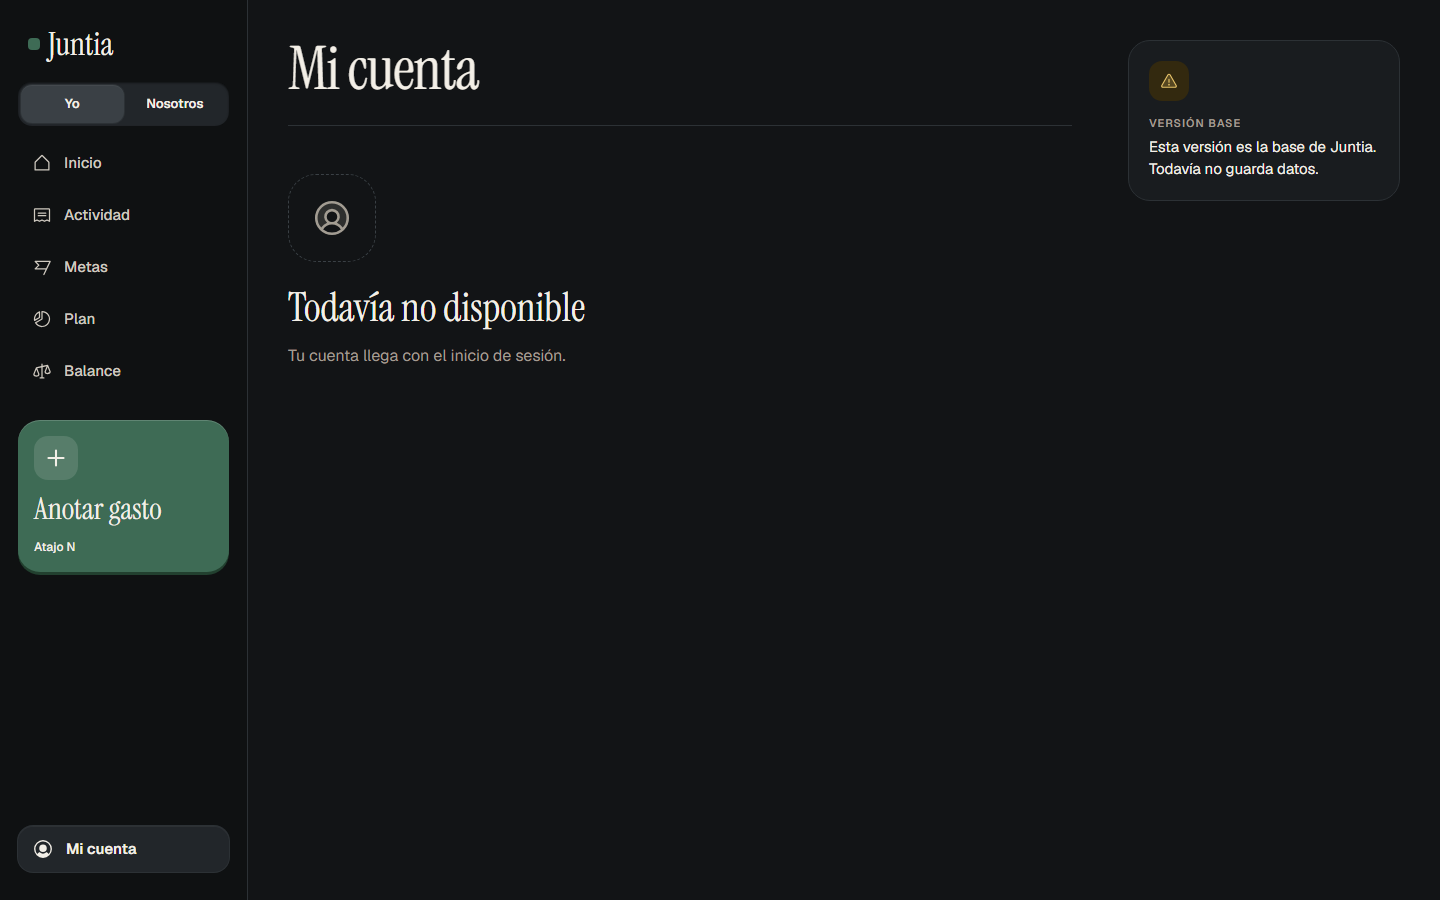 Juntia
Yo
Nosotros
Inicio
Actividad
Metas
Plan
Balance
Anotar gasto
Atajo N
Mi cuenta
Mi cuenta
Todavía no disponible
Tu cuenta llega con el inicio de sesión.
VERSIÓN BASE
Esta versión es la base de Juntia.
Todavía no guarda datos.